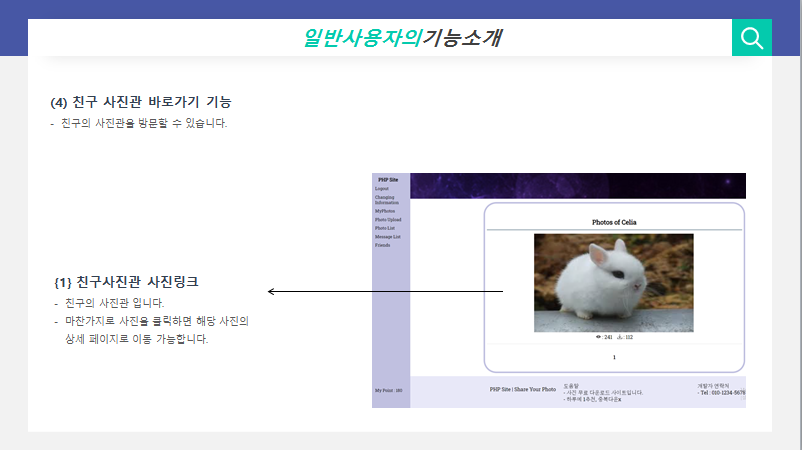 일반사용자의기능소개
(4) 친구 사진관 바로가기 기능
- 친구의 사진관을 방문할 수 있습니다.
PHP Site
Logout
Changing
Information
MyPhotos
Photo Upload
Photo List
Message List
Friends
Photos of Celia
: 241 : 112
1
{1} 친구사진관 사진링크
- 친구의 사진관 입니다.
- 마찬가지로 사진을 클릭하면 해당 사진의
상세 페이지로 이동 가능합니다.
My Point : 180
PHP Site | Share Your Photo
도움말
- 사진 무료 다운로드 사이트입니다.
- 하루에 1추천, 중복다운x
개발자 연락처
- Tel : 010-1234-5678